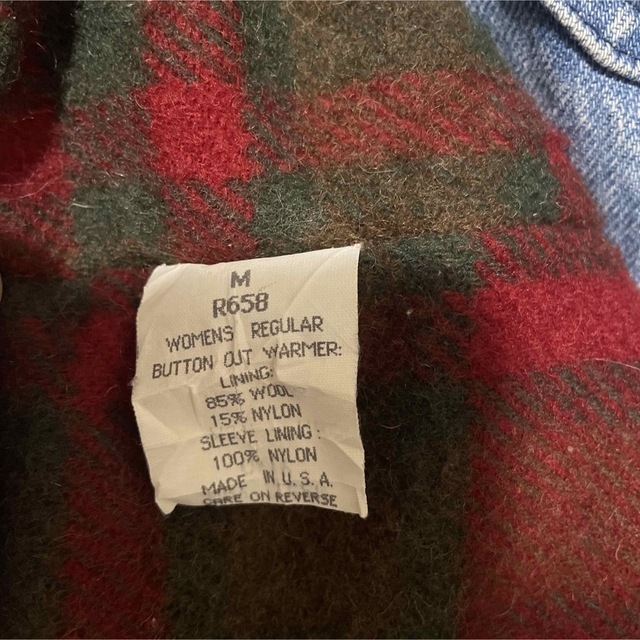 M
R658
WOMENS REGULAR
BUTTON OUT WARMER:
LINING:
85% WOOL
15% NYLON
SLEEVE LINING:
100% NYLON
MADE IN U.S.A.
CARE ON REVERSE